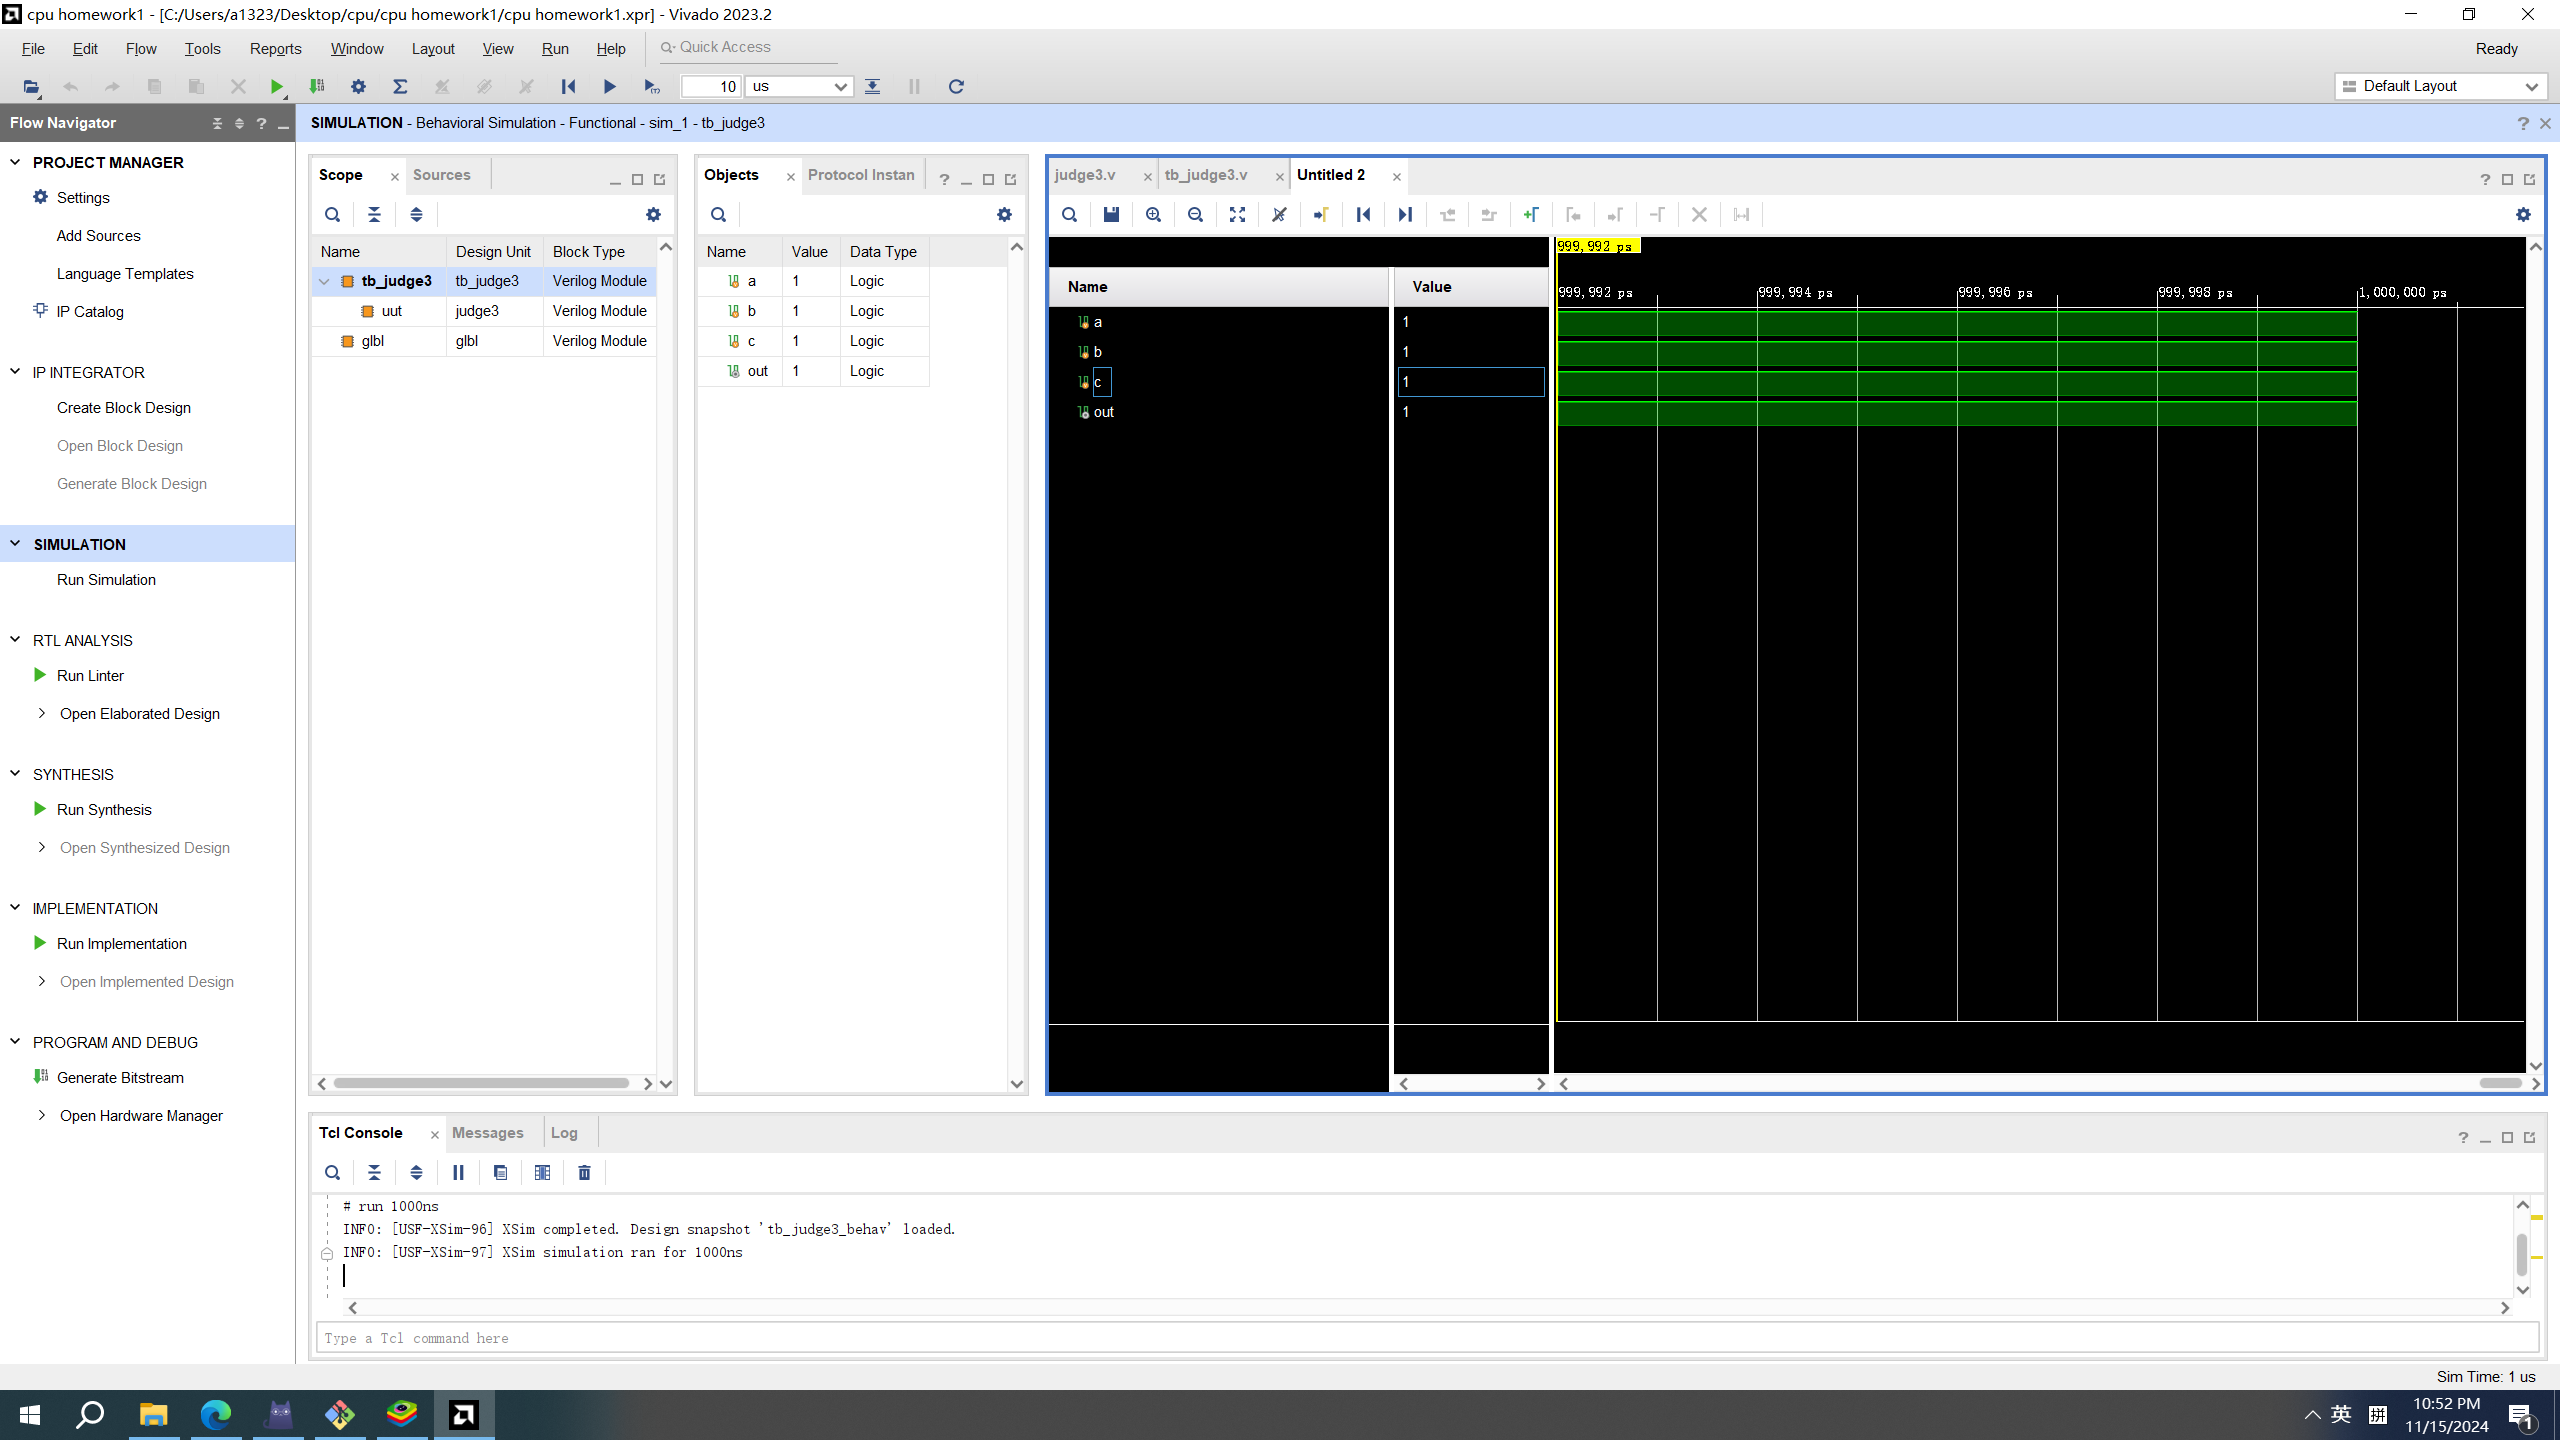 cpu homework1 - [C:/Users/a1323/Desktop/cpu/cpu homework1/cpu homework1.xpr] - Vivado 2023.2
File Edit Flow Tools Reports Window Layout View Run Help Quick Access Ready
10 us Default Layout
Flow Navigator
SIMULATION - Behavioral Simulation - Functional - sim_1 - tb_judge3
PROJECT MANAGER
Settings
Add Sources
Language Templates
IP Catalog
IP INTEGRATOR
Create Block Design
Open Block Design
Generate Block Design
SIMULATION
Run Simulation
RTL ANALYSIS
Run Linter
Open Elaborated Design
SYNTHESIS
Run Synthesis
Open Synthesized Design
IMPLEMENTATION
Run Implementation
Open Implemented Design
PROGRAM AND DEBUG
Generate Bitstream
Open Hardware Manager
Scope Sources
Name Design Unit Block Type
tb_judge3 tb_judge3 Verilog Module
uut judge3 Verilog Module
glbl glbl Verilog Module
Objects Protocol Instan
Name Value Data Type
a 1 Logic
b 1 Logic
c 1 Logic
out 1 Logic
judge3.v tb_judge3.v Untitled 2
999,992 ps
Name Value
999,992 ps 999,994 ps 999,996 ps 999,998 ps 1,000,000 ps
a 1
b 1
c 1
out 1
Tcl Console Messages Log
# run 1000ns
INFO: [USF-XSim-96] XSim completed. Design snapshot 'tb_judge3_behav' loaded.
INFO: [USF-XSim-97] XSim simulation ran for 1000ns
Type a Tcl command here
Sim Time: 1 us
英 拼 10:52 PM
11/15/2024
1